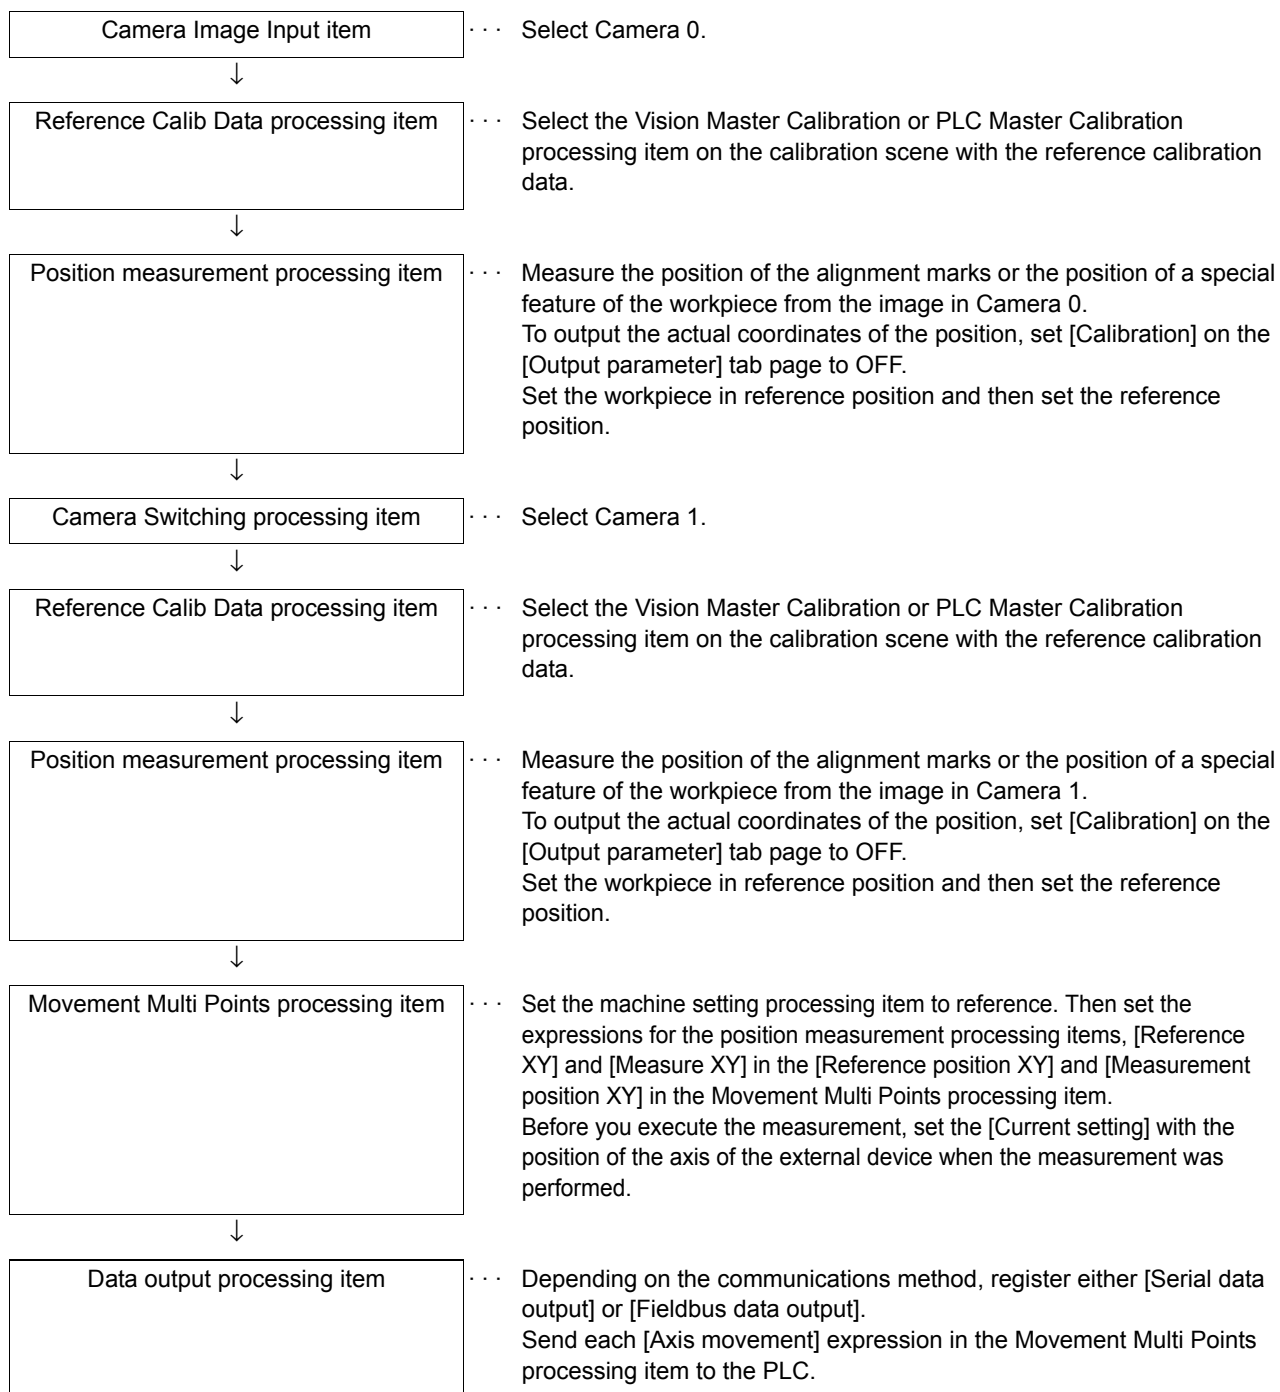 Camera Image Input item · · · Select Camera 0.
↓
Reference Calib Data processing item · · · Select the Vision Master Calibration or PLC Master Calibration
processing item on the calibration scene with the reference calibration
data.
↓
Position measurement processing item · · · Measure the position of the alignment marks or the position of a special
feature of the workpiece from the image in Camera 0.
To output the actual coordinates of the position, set [Calibration] on the
[Output parameter] tab page to OFF.
Set the workpiece in reference position and then set the reference
position.
↓
Camera Switching processing item · · · Select Camera 1.
↓
Reference Calib Data processing item · · · Select the Vision Master Calibration or PLC Master Calibration
processing item on the calibration scene with the reference calibration
data.
↓
Position measurement processing item · · · Measure the position of the alignment marks or the position of a special
feature of the workpiece from the image in Camera 1.
To output the actual coordinates of the position, set [Calibration] on the
[Output parameter] tab page to OFF.
Set the workpiece in reference position and then set the reference
position.
↓
Movement Multi Points processing item · · · Set the machine setting processing item to reference. Then set the
expressions for the position measurement processing items, [Reference
XY] and [Measure XY] in the [Reference position XY] and [Measurement
position XY] in the Movement Multi Points processing item.
Before you execute the measurement, set the [Current setting] with the
position of the axis of the external device when the measurement was
performed.
↓
Data output processing item · · · Depending on the communications method, register either [Serial data
output] or [Fieldbus data output].
Send each [Axis movement] expression in the Movement Multi Points
processing item to the PLC.